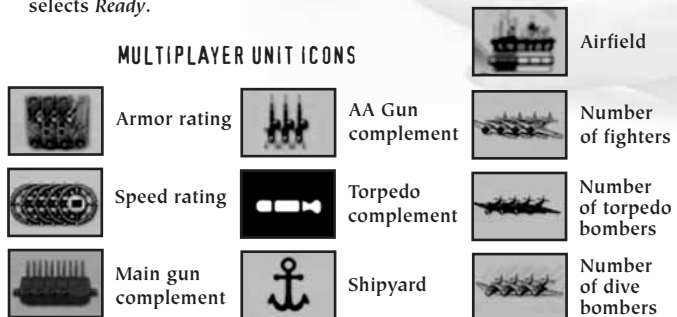 selects Ready.
MULTIPLAYER UNIT ICONS
Armor rating
Speed rating
Main gun
complement
AA Gun
complement
Torpedo
complement
Shipyard
Airfield
Number
of fighters
Number
of torpedo
bombers
Number
of dive
bombers